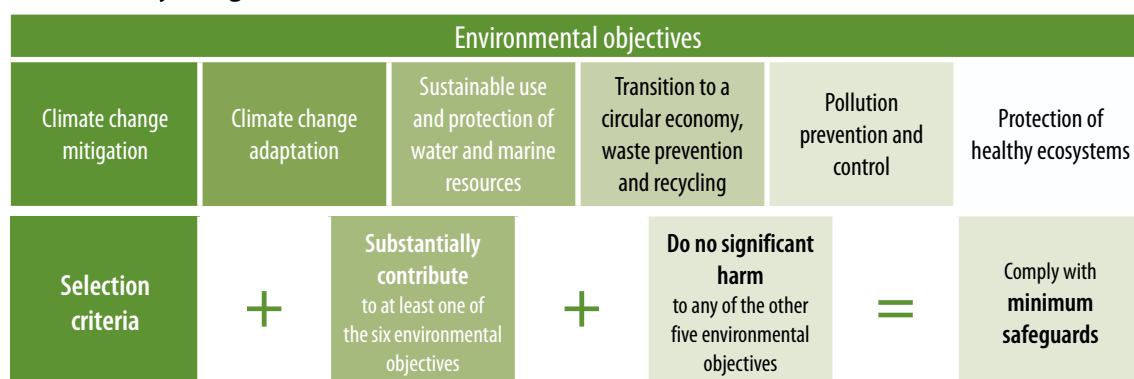 Environmental objectives
Climate change
mitigation
Climate change
adaptation
Sustainable use
and protection of
water and marine
resources
Transition to a
circular economy,
waste prevention
and recycling
Pollution
prevention and
control
Protection of
healthy ecosystems
Selection
criteria
+
Substantially
contribute
to at least one of
the six environmental
objectives
+
Do no significant
harm
to any of the other
five environmental
objectives
=
Comply with
minimum
safeguards